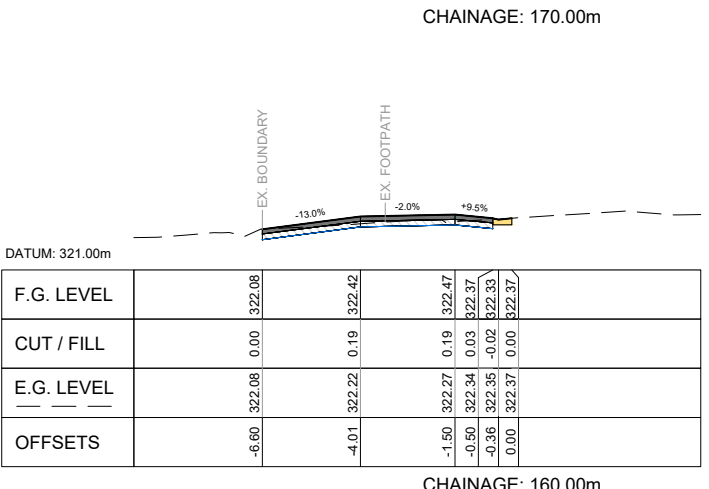 CHAINAGE: 170.00m
EX. BOUNDARY
EX. FOOTPATH
-13.0% -2.0% +9.5%
DATUM: 321.00m
F.G. LEVEL 322.08 322.42 322.47 322.37 322.33 322.37
CUT / FILL 0.00 0.19 0.19 0.03 -0.02 0.00
E.G. LEVEL 322.08 322.22 322.27 322.34 322.35 322.37
OFFSETS -6.60 -4.01 -1.50 -0.50 -0.36 0.00
CHAINAGE: 160.00m